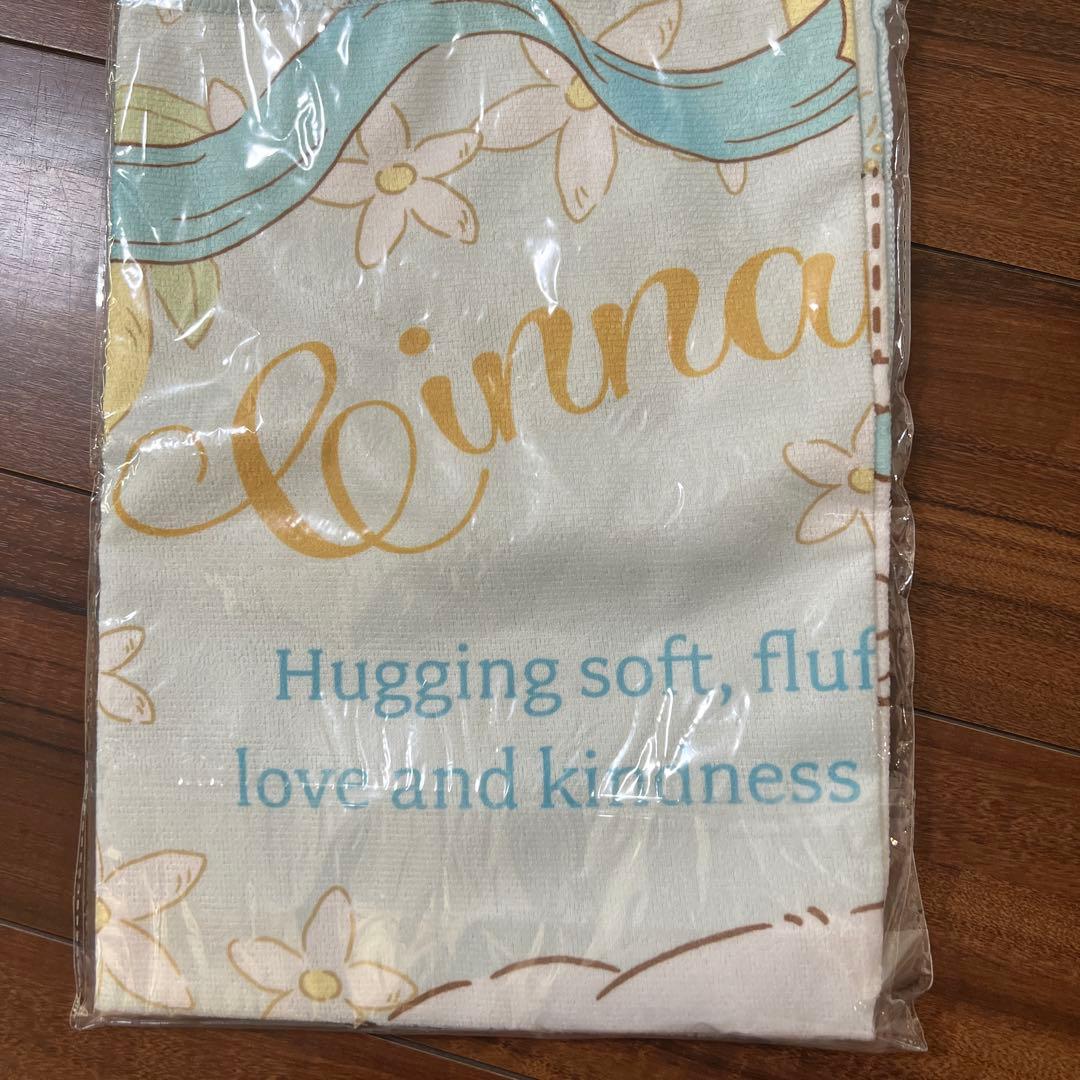 Cinna
Hugging soft, fluf
love and kindness